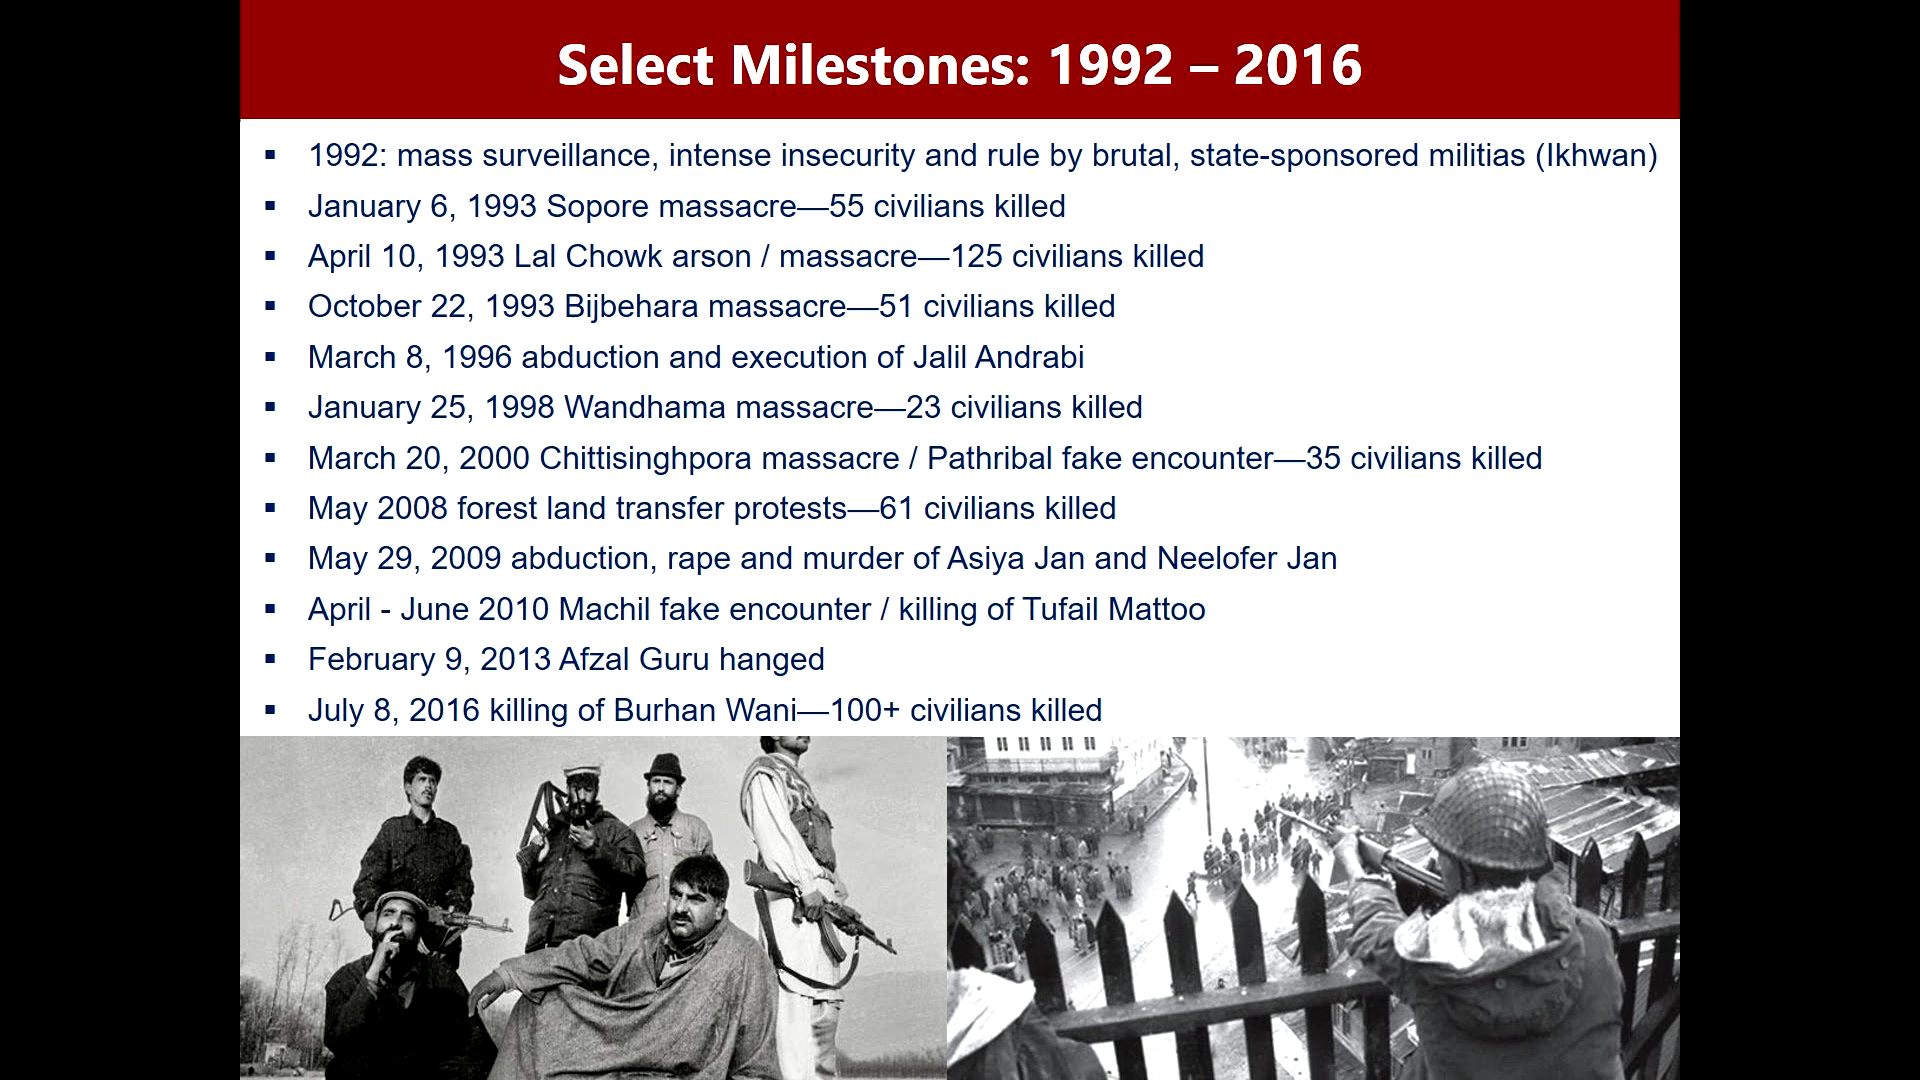 Select Milestones: 1992 – 2016
▪ 1992: mass surveillance, intense insecurity and rule by brutal, state-sponsored militias (Ikhwan)
▪ January 6, 1993 Sopore massacre—55 civilians killed
▪ April 10, 1993 Lal Chowk arson / massacre—125 civilians killed
▪ October 22, 1993 Bijbehara massacre—51 civilians killed
▪ March 8, 1996 abduction and execution of Jalil Andrabi
▪ January 25, 1998 Wandhama massacre—23 civilians killed
▪ March 20, 2000 Chittisinghpora massacre / Pathribal fake encounter—35 civilians killed
▪ May 2008 forest land transfer protests—61 civilians killed
▪ May 29, 2009 abduction, rape and murder of Asiya Jan and Neelofer Jan
▪ April - June 2010 Machil fake encounter / killing of Tufail Mattoo
▪ February 9, 2013 Afzal Guru hanged
▪ July 8, 2016 killing of Burhan Wani—100+ civilians killed